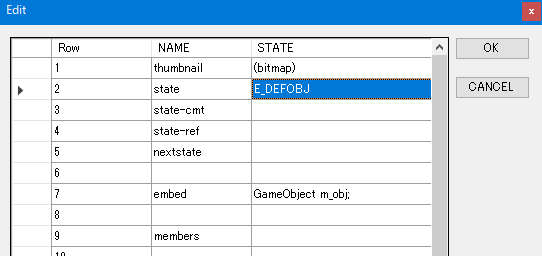 Edit
x
Row NAME STATE
OK
1 thumbnail (bitmap)
2 state E_DEFOBJ
CANCEL
3 state-cmt
4 state-ref
5 nextstate
6
7 embed GameObject m_obj;
8
9 members
10